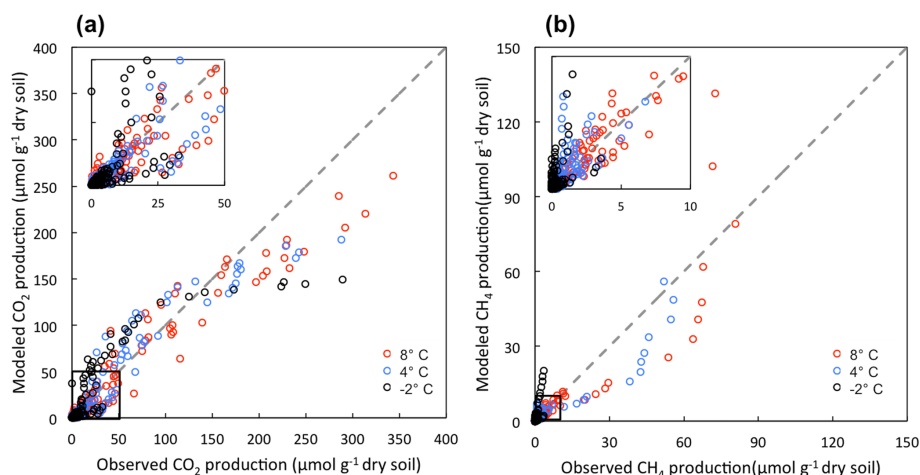 (a)
Modeled CO2 production (μmol g-1 dry soil)
400
350
300
250
200
150
100
50
0
0 25 50
8° C
4° C
-2° C
0 50 100 150 200 250 300 350 400
Observed CO2 production (μmol g-1 dry soil)
(b)
Modeled CH4 production(μmol g-1 dry soil)
150
120
90
60
30
0
0 5 10
8° C
4° C
-2° C
0 30 60 90 120 150
Observed CH4 production(μmol g-1 dry soil)